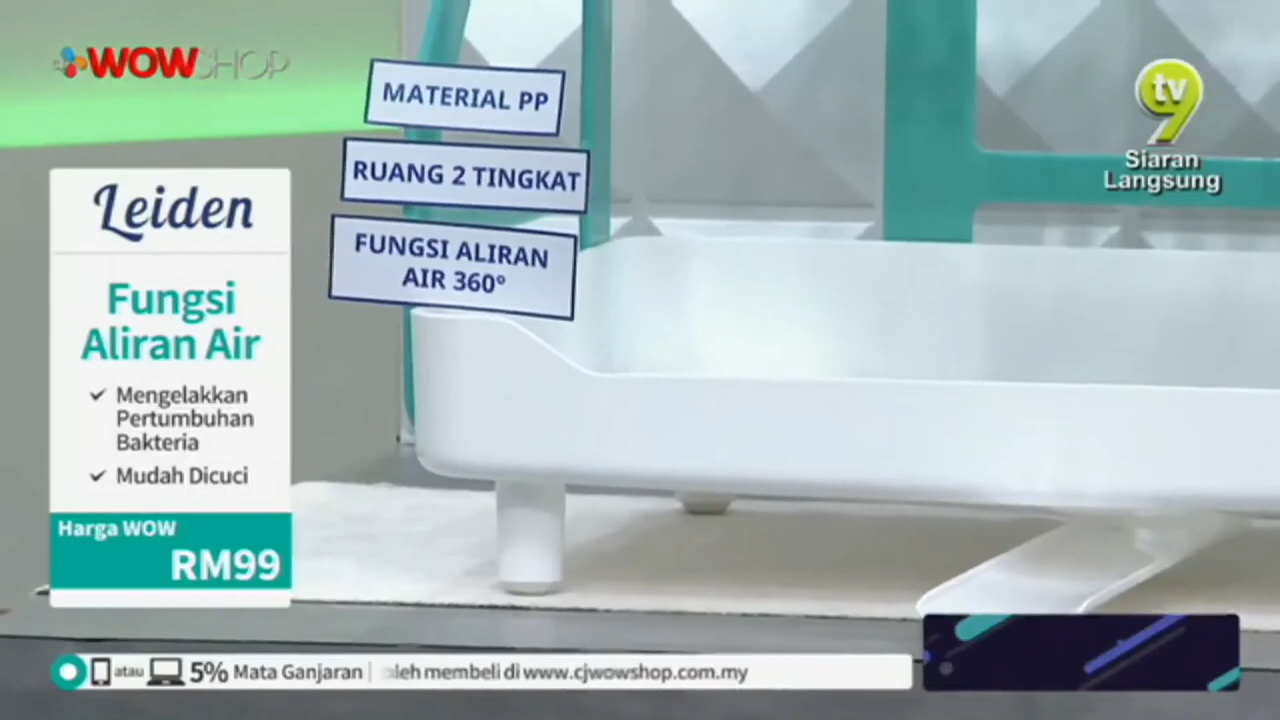 WOWSHOP
MATERIAL PP
RUANG 2 TINGKAT
FUNGSI ALIRAN
AIR 360°
tv9
Siaran
Langsung
Leiden
Fungsi
Aliran Air
✓ Mengelakkan
Pertumbuhan
Bakteria
✓ Mudah Dicuci
Harga WOW
RM99
atau 5% Mata Ganjaran | membeli di www.cjwowshop.com.my